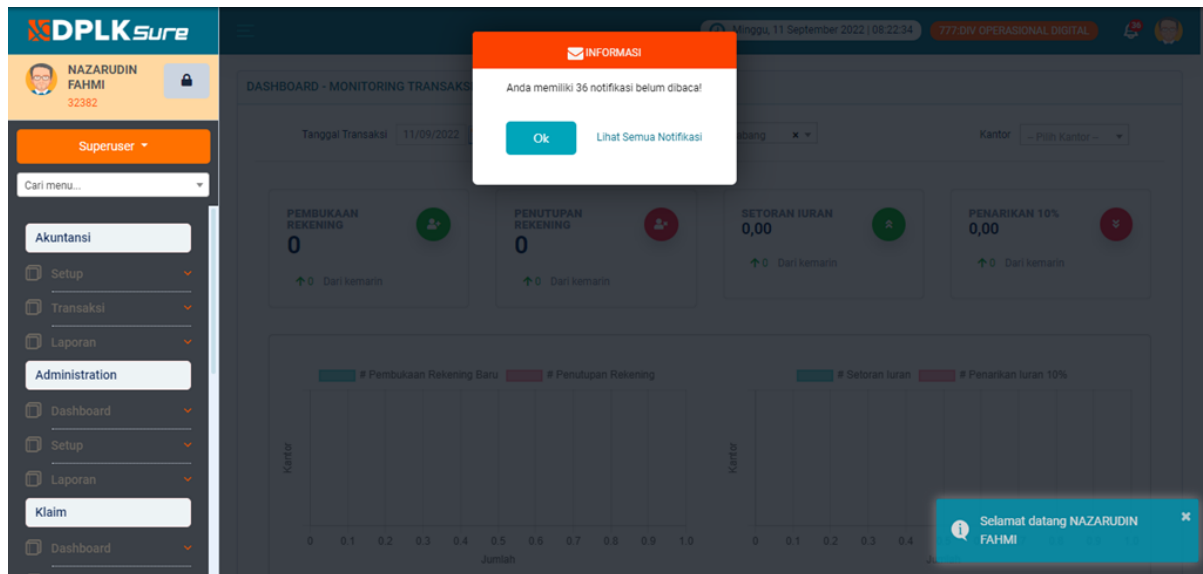 DPLKSure
NAZARUDIN
FAHMI
32382
Superuser
Cari menu...
Akuntansi
Setup
Transaksi
Laporan
Administration
Dashboard
Setup
Laporan
Klaim
Dashboard
Minggu, 11 September 2022 | 08:22:34
777:DIV OPERASIONAL DIGITAL
INFORMASI
Anda memiliki 36 notifikasi belum dibaca!
Ok Lihat Semua Notifikasi
DASHBOARD - MONITORING TRANSAKS
Tanggal Transaksi 11/09/2022 abang × Kantor -- Pilih Kantor --
PEMBUKAAN
REKENING
0
0 Dari kemarin
PENUTUPAN
REKENING
0
0 Dari kemarin
SETORAN IURAN
0,00
0 Dari kemarin
PENARIKAN 10%
0,00
0 Dari kemarin
# Pembukaan Rekening Baru # Penutupan Rekening
Kantor
0 0.1 0.2 0.3 0.4 0.5 0.6 0.7 0.8 0.9 1.0
Jumlah
# Setoran Iuran # Penarikan Iuran 10%
Kantor
0 0.1 0.2 0.3 0.4
Selamat datang NAZARUDIN
FAHMI
×